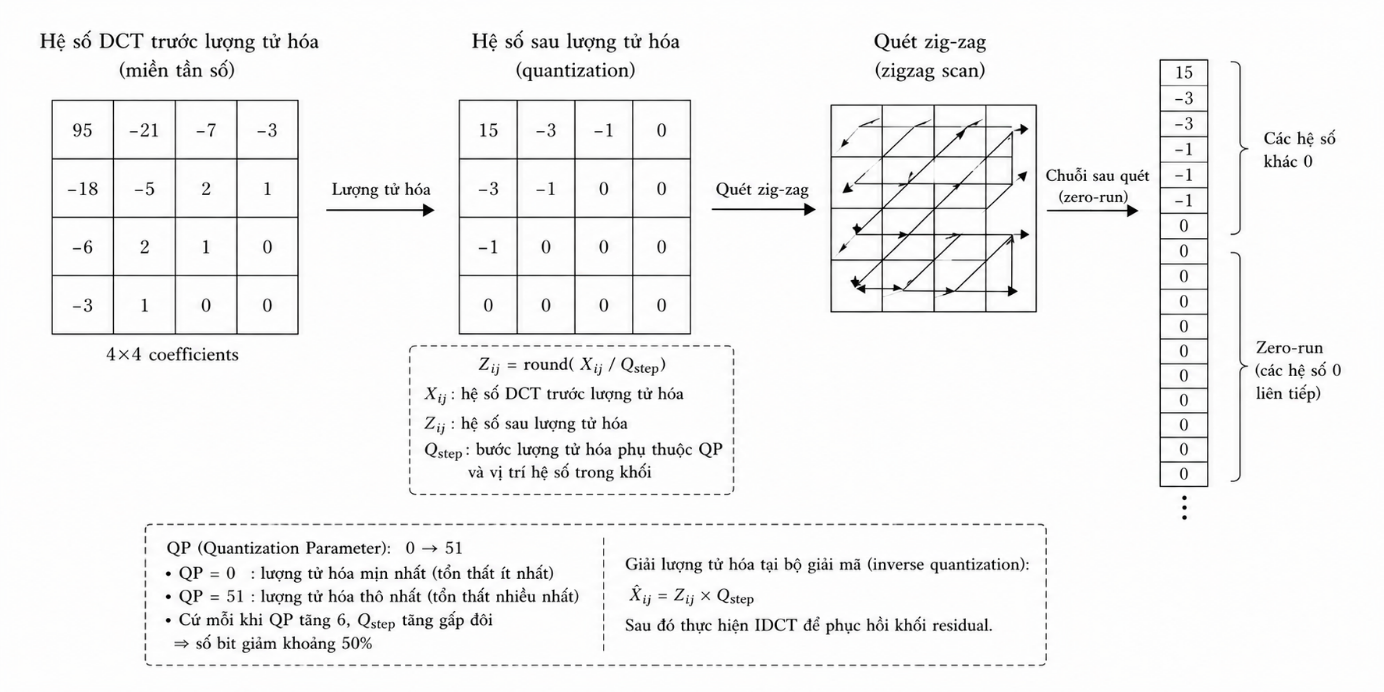 Hệ số DCT trước lượng tử hóa
(miền tần số)
95 −21 −7 −3
−18 −5 2 1
−6 2 1 0
−3 1 0 0
4×4 coefficients
Lượng tử hóa
Hệ số sau lượng tử hóa
(quantization)
15 −3 −1 0
−3 −1 0 0
−1 0 0 0
0 0 0 0
Z_ij = round( X_ij / Q_step)
X_ij : hệ số DCT trước lượng tử hóa
Z_ij : hệ số sau lượng tử hóa
Q_step : bước lượng tử hóa phụ thuộc QP
và vị trí hệ số trong khối
Quét zig-zag
Quét zig-zag
(zigzag scan)
Chuỗi sau quét
(zero-run)
15
−3
−3
−1
−1
−1
0
0
0
0
0
0
0
0
0
0
0
⋮
Các hệ số
khác 0
Zero-run
(các hệ số 0
liên tiếp)
QP (Quantization Parameter): 0 → 51
• QP = 0 : lượng tử hóa mịn nhất (tổn thất ít nhất)
• QP = 51 : lượng tử hóa thô nhất (tổn thất nhiều nhất)
• Cứ mỗi khi QP tăng 6, Q_step tăng gấp đôi
⇒ số bit giảm khoảng 50%
Giải lượng tử hóa tại bộ giải mã (inverse quantization):
X̂_ij = Z_ij × Q_step
Sau đó thực hiện IDCT để phục hồi khối residual.